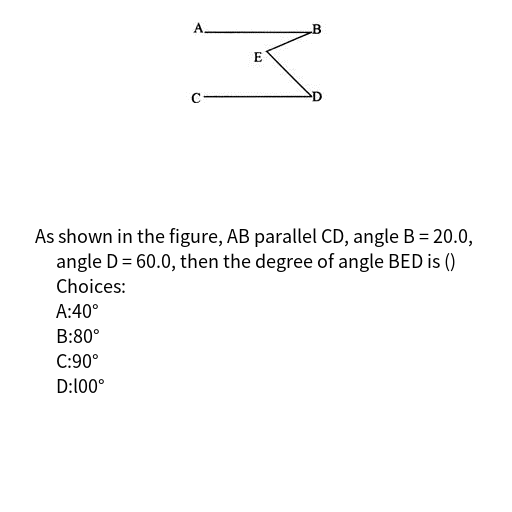 A
B
E
C
D
As shown in the figure, AB parallel CD, angle B = 20.0,
angle D = 60.0, then the degree of angle BED is ()
Choices:
A:40°
B:80°
C:90°
D:l00°